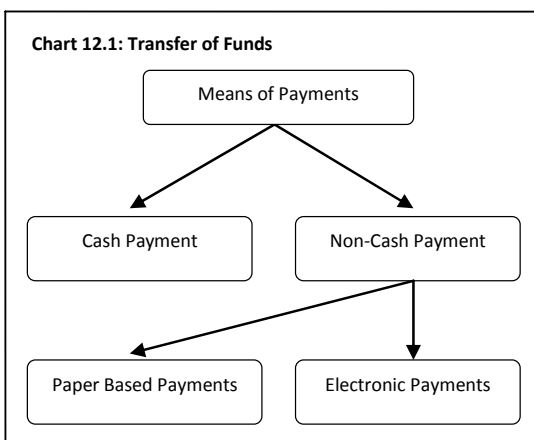 Chart 12.1: Transfer of Funds
Means of Payments
Cash Payment
Non-Cash Payment
Paper Based Payments
Electronic Payments